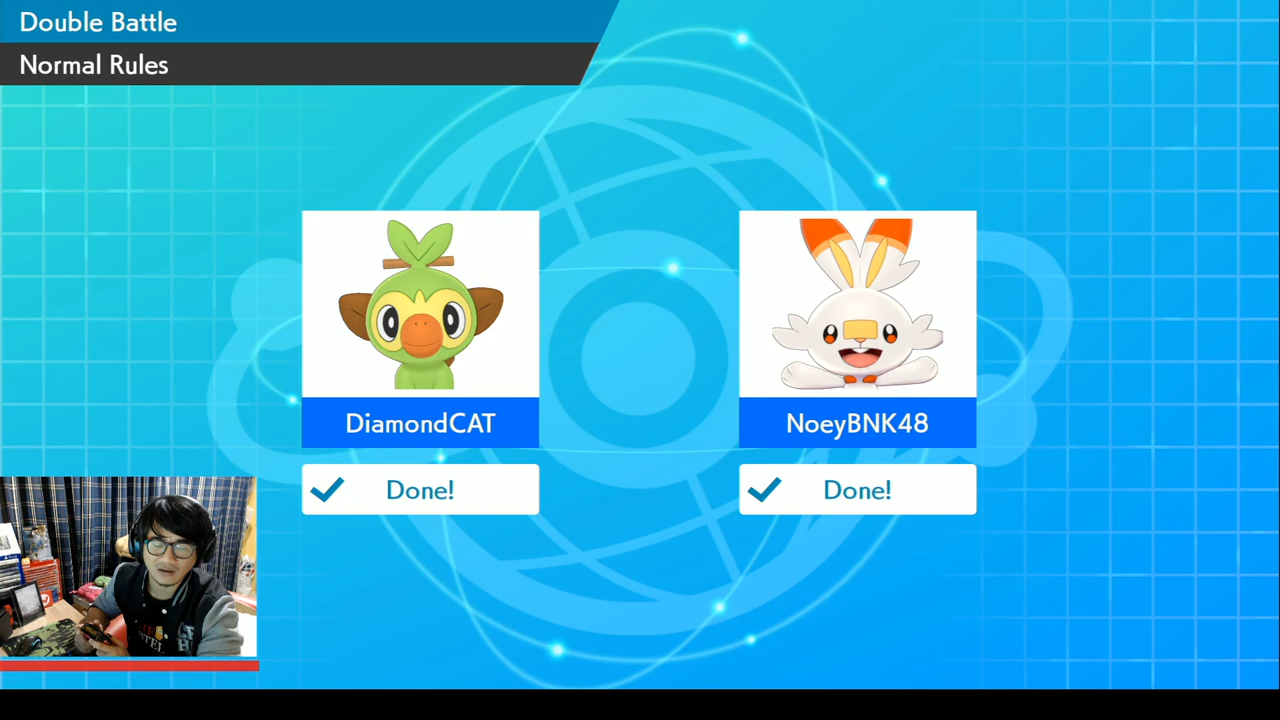 Double Battle
Normal Rules
DiamondCAT
NoeyBNK48
Done!
Done!